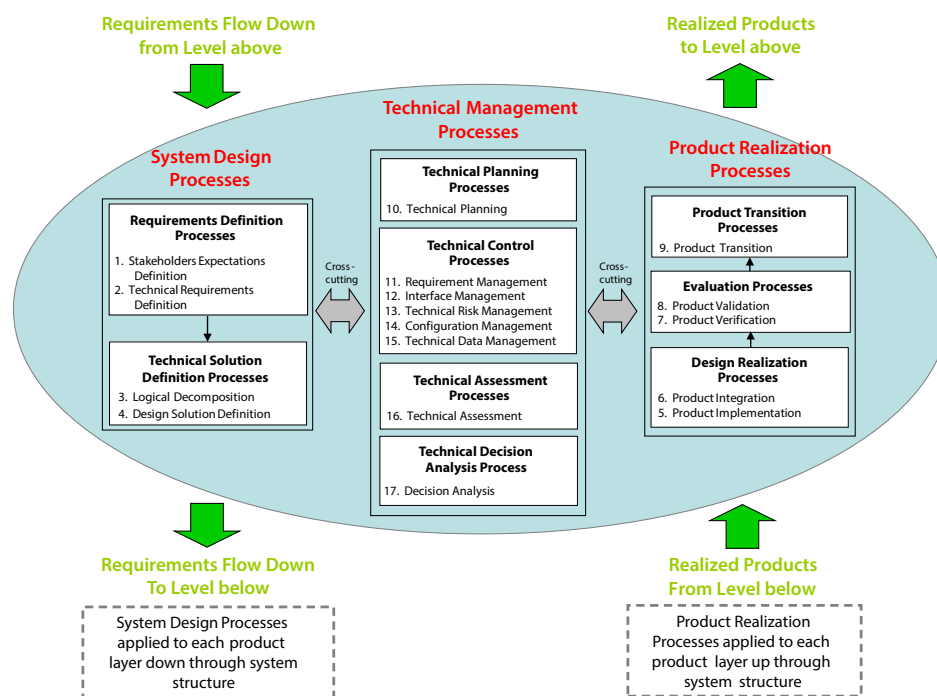 Requirements Flow Down
from Level above
Realized Products
to Level above
Technical Management
Processes
System Design
Processes
Product Realization
Processes
Requirements Definition
Processes
1. Stakeholders Expectations
Definition
2. Technical Requirements
Definition
Technical Solution
Definition Processes
3. Logical Decomposition
4. Design Solution Definition
Cross-
cutting
Technical Planning
Processes
10. Technical Planning
Technical Control
Processes
11. Requirement Management
12. Interface Management
13. Technical Risk Management
14. Configuration Management
15. Technical Data Management
Technical Assessment
Processes
16. Technical Assessment
Technical Decision
Analysis Process
17. Decision Analysis
Cross-
cutting
Product Transition
Processes
9. Product Transition
Evaluation Processes
8. Product Validation
7. Product Verification
Design Realization
Processes
6. Product Integration
5. Product Implementation
Requirements Flow Down
To Level below
System Design Processes
applied to each product
layer down through system
structure
Realized Products
From Level below
Product Realization
Processes applied to each
product layer up through
system structure